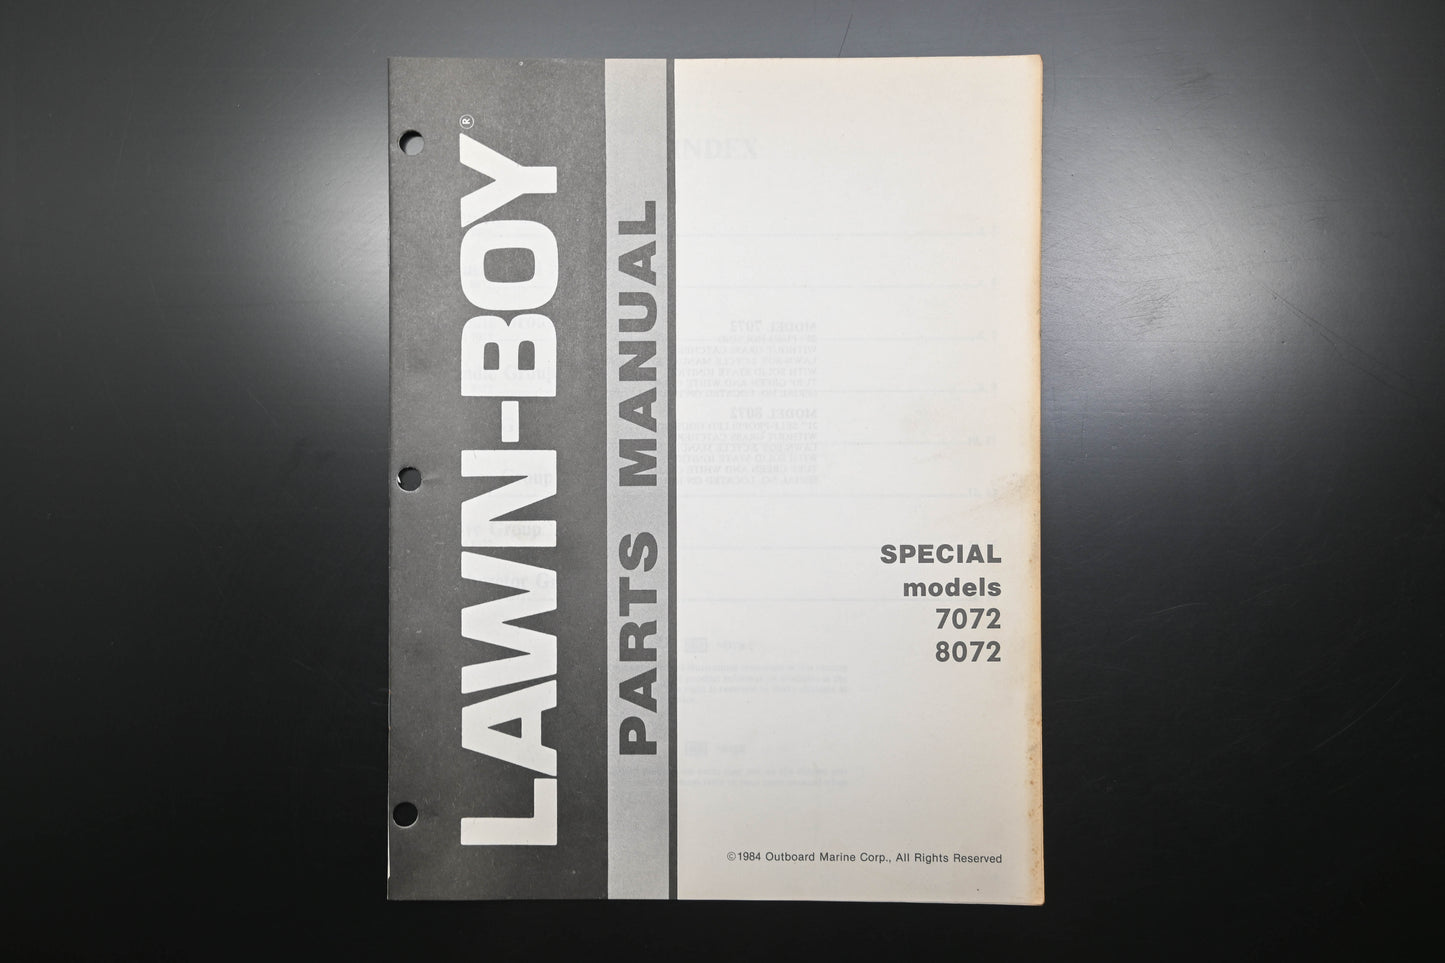 LAWN-BOY®
PARTS MANUAL
SPECIAL
models
7072
8072
©1984 Outboard Marine Corp., All Rights Reserved